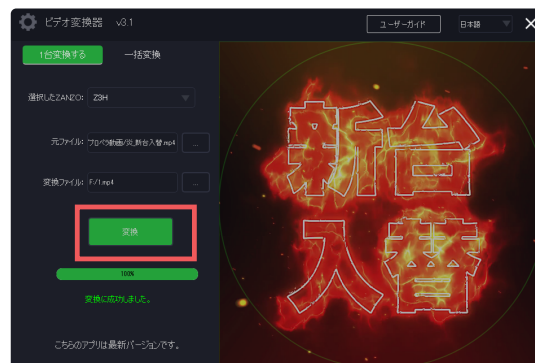 ビデオ変換器 v3.1
ユーザーガイド
日本語
1台変換する
一括変換
選択したZANZO: Z3H
元ファイル: プロペラ動画/炎_新台入替.mp4
...
変換ファイル: F:/1.mp4
...
変換
100%
変換に成功しました。
こちらのアプリは最新バージョンです。
新台
入替